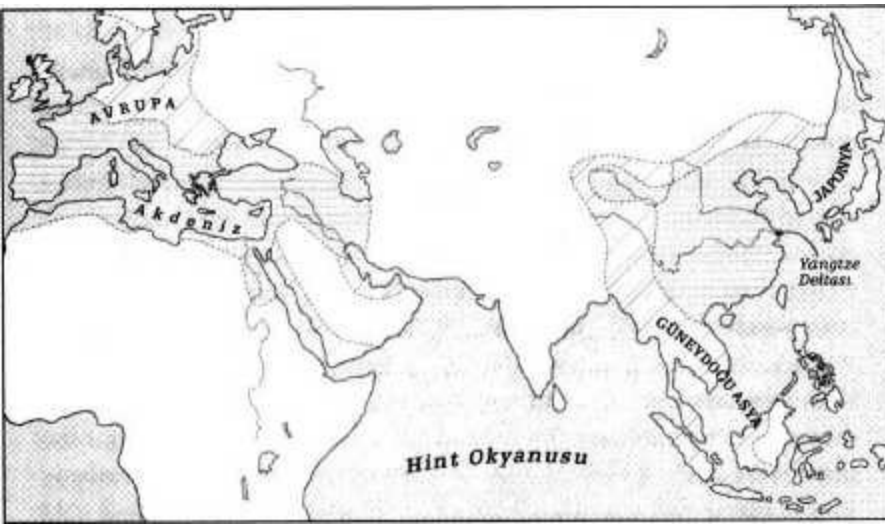 AVRUPA
Akdeniz
JAPONYA
Yangtze
Deltası
GÜNEYDOĞU ASYA
Hint Okyanusu